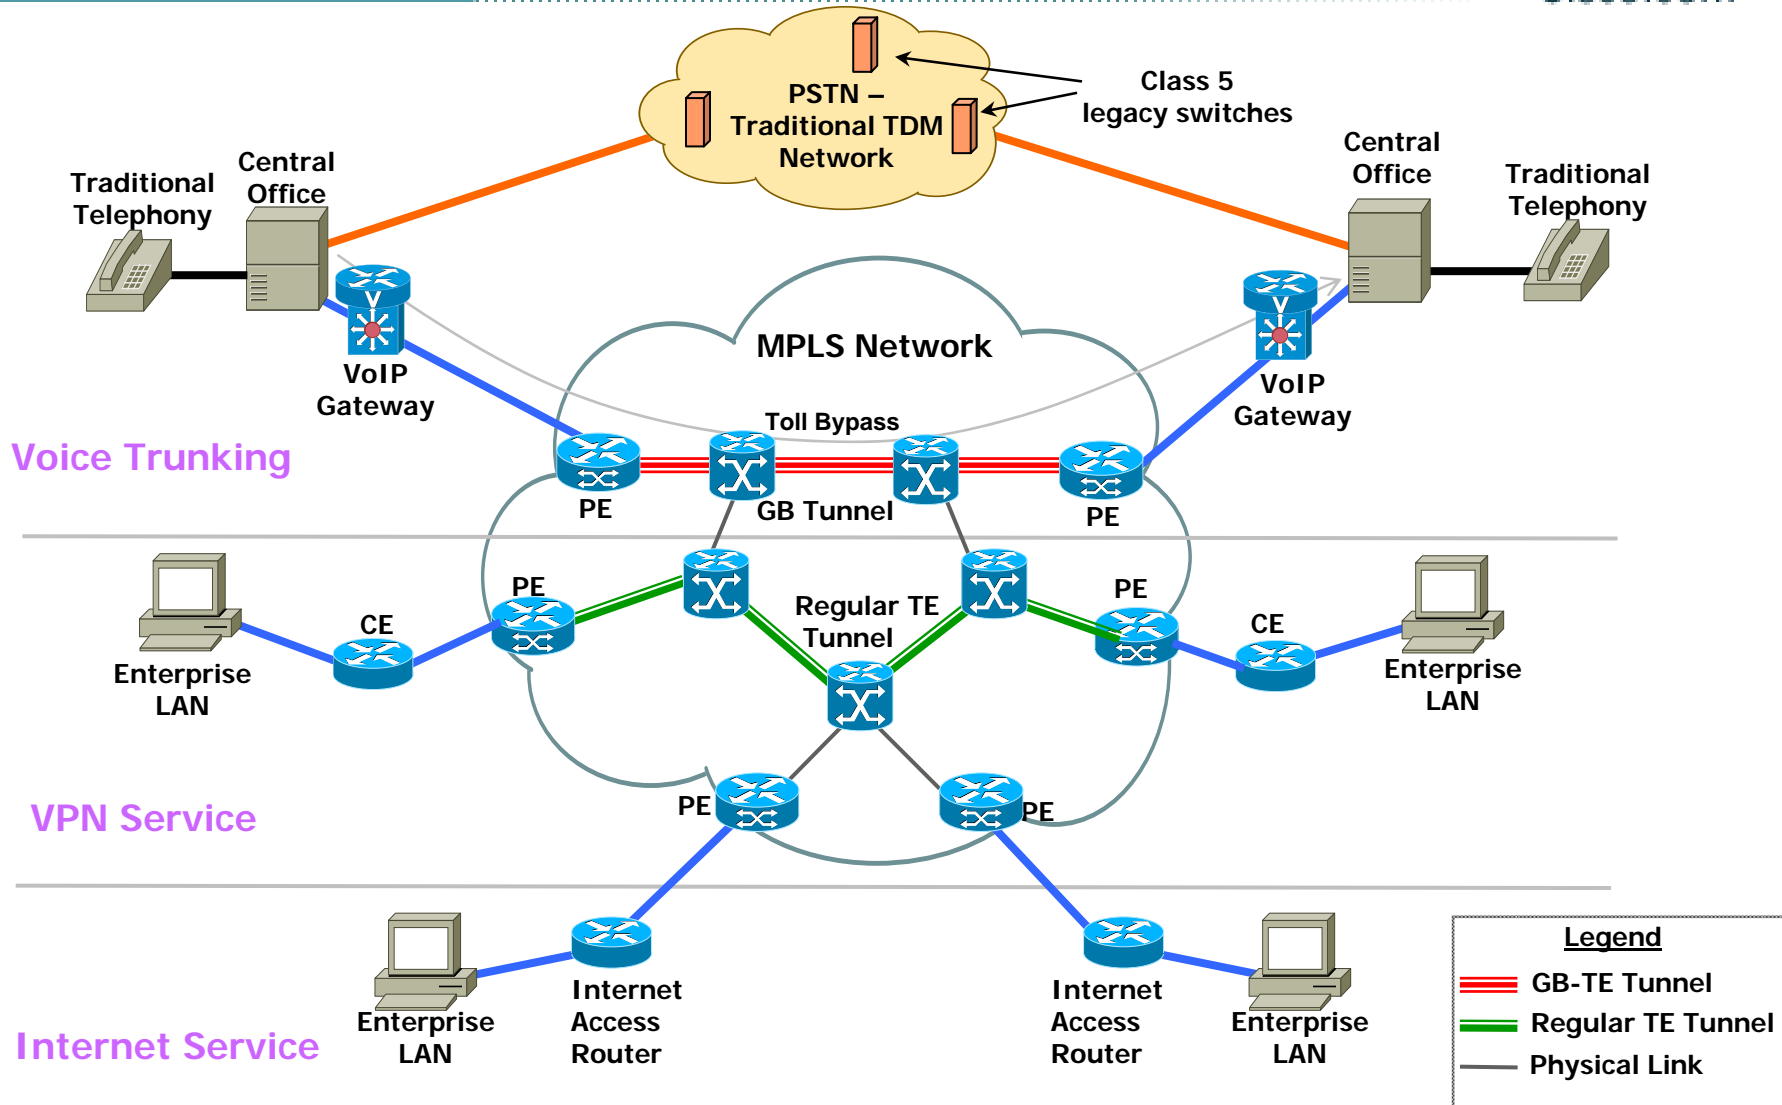 Class 5
legacy switches
PSTN –
Traditional TDM
Network
Central
Office
Traditional
Telephony
Central
Office
Traditional
Telephony
MPLS Network
V
VoIP
Gateway
V
VoIP
Gateway
Toll Bypass
Voice Trunking
PE
GB Tunnel
PE
PE
Regular TE
Tunnel
PE
CE
CE
Enterprise
LAN
Enterprise
LAN
VPN Service
PE
PE
Internet
Access
Router
Internet
Access
Router
Enterprise
LAN
Enterprise
LAN
Internet Service
Legend
GB-TE Tunnel
Regular TE Tunnel
Physical Link